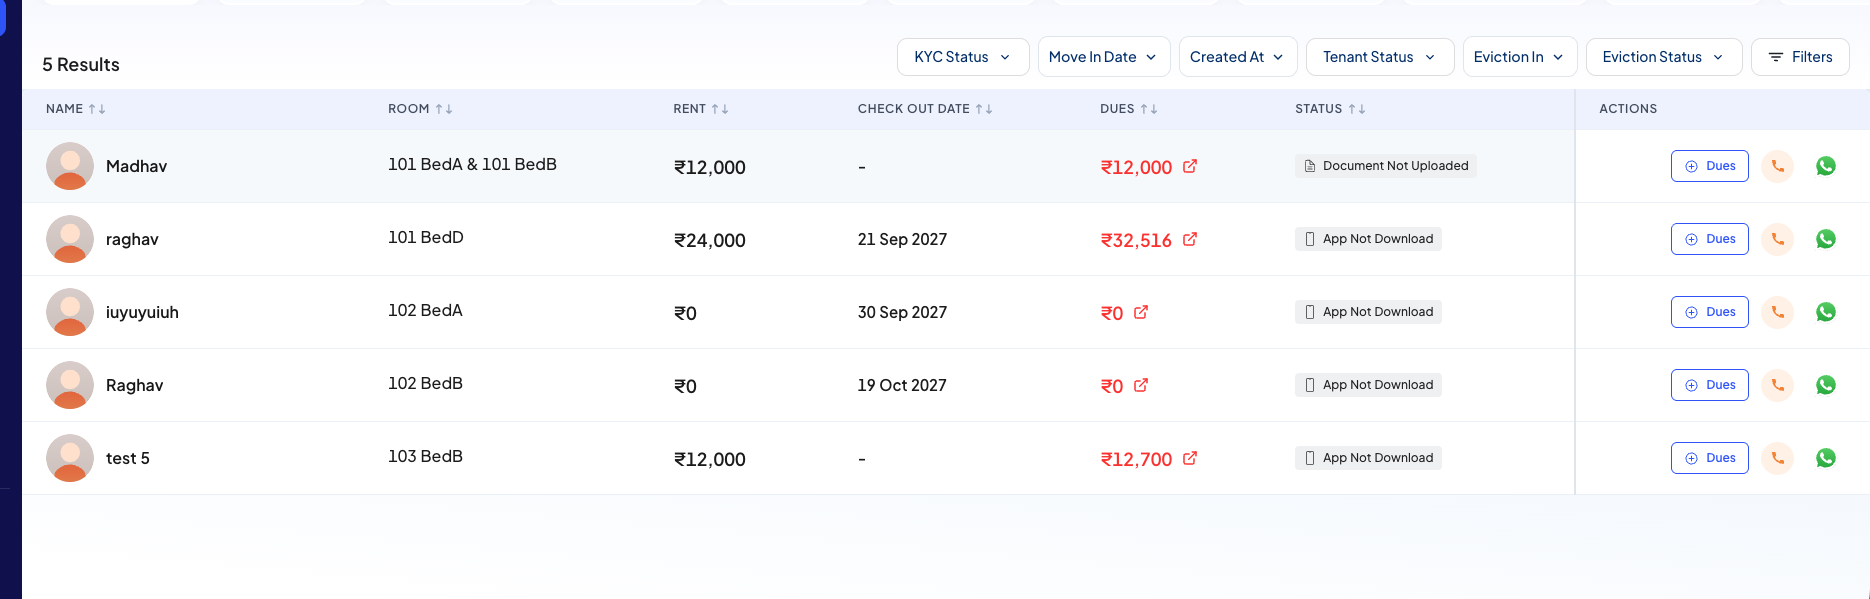 5 Results
KYC Status
Move In Date
Created At
Tenant Status
Eviction In
Eviction Status
Filters
NAME ROOM RENT CHECK OUT DATE DUES STATUS ACTIONS
Madhav 101 BedA & 101 BedB ₹12,000 - ₹12,000 Document Not Uploaded Dues
raghav 101 BedD ₹24,000 21 Sep 2027 ₹32,516 App Not Download Dues
iuyuyuiuh 102 BedA ₹0 30 Sep 2027 ₹0 App Not Download Dues
Raghav 102 BedB ₹0 19 Oct 2027 ₹0 App Not Download Dues
test 5 103 BedB ₹12,000 - ₹12,700 App Not Download Dues